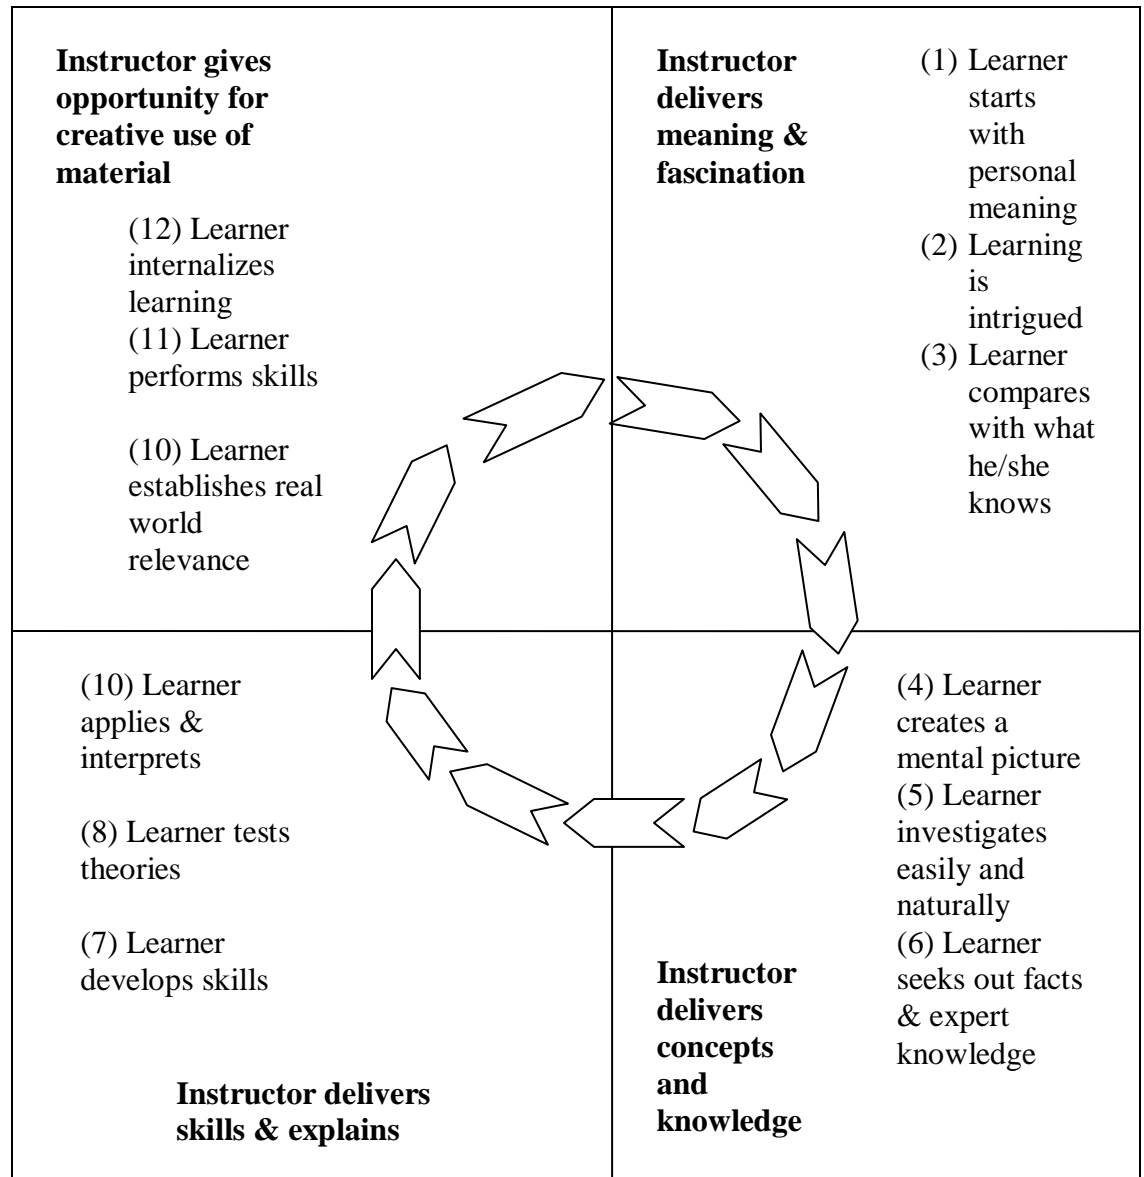 Instructor gives
opportunity for
creative use of
material
(12) Learner
internalizes
learning
(11) Learner
performs skills
(10) Learner
establishes real
world
relevance
Instructor
delivers
meaning &
fascination
(1) Learner
starts
with
personal
meaning
(2) Learning
is
intrigued
(3) Learner
compares
with what
he/she
knows
(10) Learner
applies &
interprets
(8) Learner tests
theories
(7) Learner
develops skills
Instructor delivers
skills & explains
(4) Learner
creates a
mental picture
(5) Learner
investigates
easily and
naturally
(6) Learner
seeks out facts
& expert
knowledge
Instructor
delivers
concepts
and
knowledge